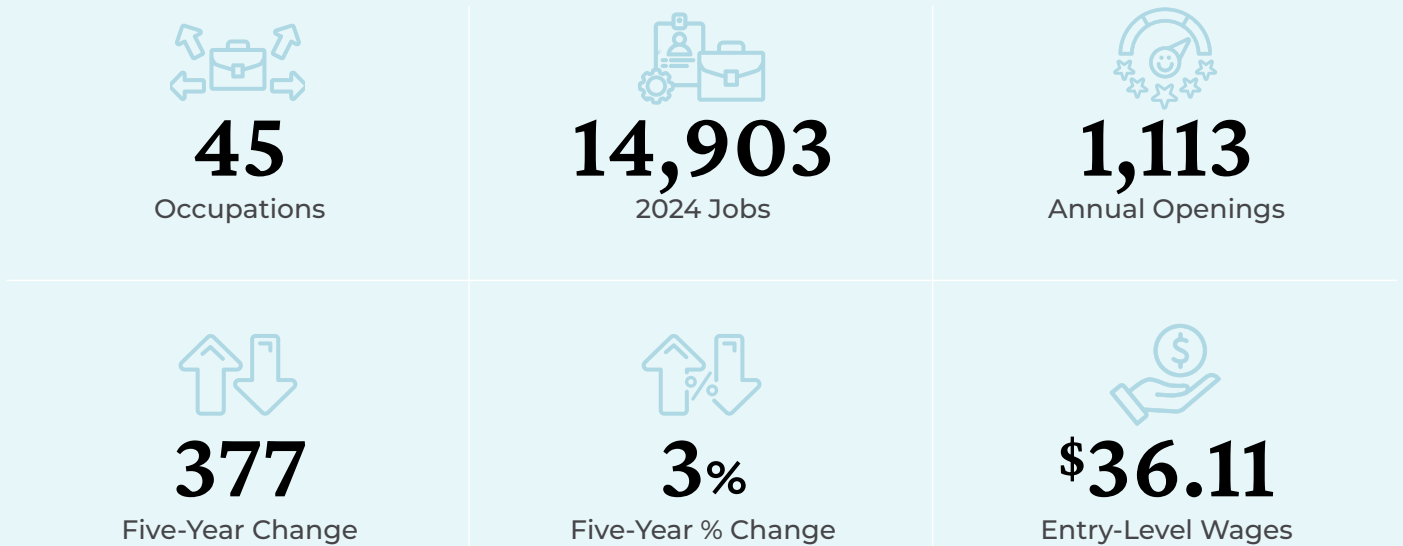 45
Occupations
14,903
2024 Jobs
1,113
Annual Openings
377
Five-Year Change
3%
Five-Year % Change
$36.11
Entry-Level Wages